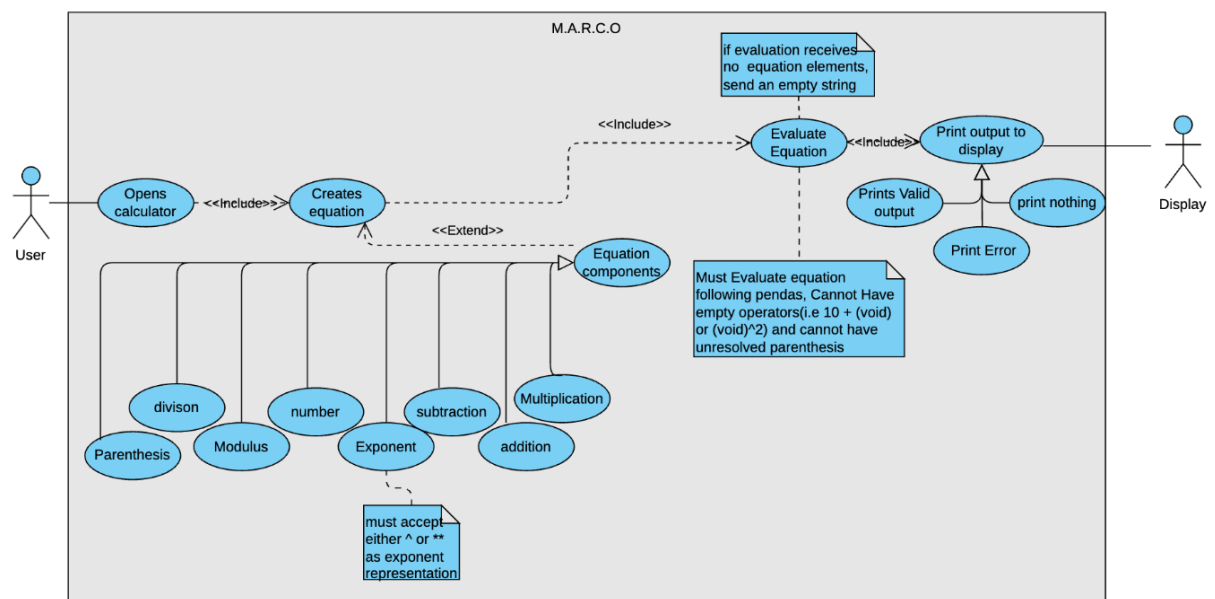 M.A.R.C.O
if evaluation receives
no equation elements,
send an empty string
<<Include>>
Evaluate
Equation
<<Include>>
Print output to
display
Opens
calculator
<<Include>>
Creates
equation
Prints Valid
output
print nothing
Display
User
<<Extend>>
Equation
components
Print Error
Must Evaluate equation
following pendas, Cannot Have
empty operators(i.e 10 + (void)
or (void)^2) and cannot have
unresolved parenthesis
divison
number
subtraction
Multiplication
Parenthesis
Modulus
Exponent
addition
must accept
either ^ or **
as exponent
representation